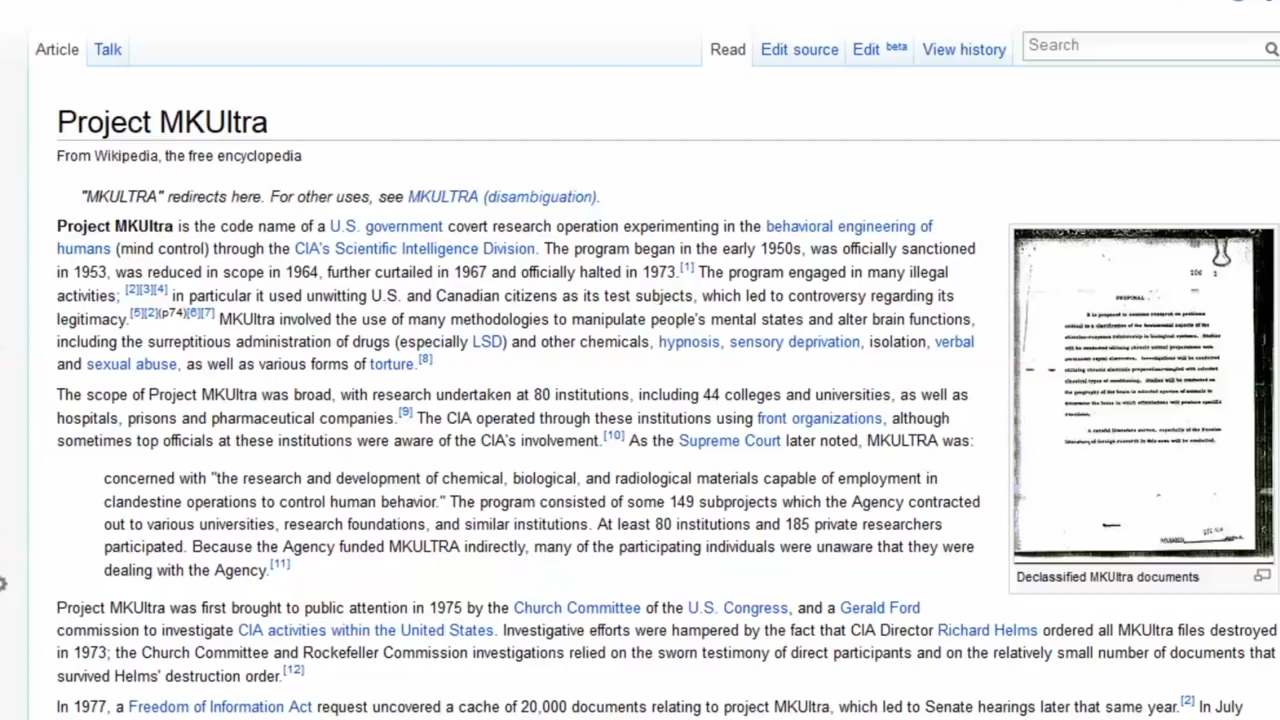 Article Talk Read Edit source Edit beta View history Search
Project MKUltra
From Wikipedia, the free encyclopedia
"MKULTRA" redirects here. For other uses, see MKULTRA (disambiguation).
Project MKUltra is the code name of a U.S. government covert research operation experimenting in the behavioral engineering of
humans (mind control) through the CIA's Scientific Intelligence Division. The program began in the early 1950s, was officially sanctioned
in 1953, was reduced in scope in 1964, further curtailed in 1967 and officially halted in 1973.[1] The program engaged in many illegal
activities; [2][3][4] in particular it used unwitting U.S. and Canadian citizens as its test subjects, which led to controversy regarding its
legitimacy.[5][2](p74)[6][7] MKUltra involved the use of many methodologies to manipulate people's mental states and alter brain functions,
including the surreptitious administration of drugs (especially LSD) and other chemicals, hypnosis, sensory deprivation, isolation, verbal
and sexual abuse, as well as various forms of torture.[8]
The scope of Project MKUltra was broad, with research undertaken at 80 institutions, including 44 colleges and universities, as well as
hospitals, prisons and pharmaceutical companies.[9] The CIA operated through these institutions using front organizations, although
sometimes top officials at these institutions were aware of the CIA's involvement.[10] As the Supreme Court later noted, MKULTRA was:
concerned with "the research and development of chemical, biological, and radiological materials capable of employment in
clandestine operations to control human behavior." The program consisted of some 149 subprojects which the Agency contracted
out to various universities, research foundations, and similar institutions. At least 80 institutions and 185 private researchers
participated. Because the Agency funded MKULTRA indirectly, many of the participating individuals were unaware that they were
dealing with the Agency.[11]
PROPOSAL
Declassified MKUltra documents
Project MKUltra was first brought to public attention in 1975 by the Church Committee of the U.S. Congress, and a Gerald Ford
commission to investigate CIA activities within the United States. Investigative efforts were hampered by the fact that CIA Director Richard Helms ordered all MKUltra files destroyed
in 1973; the Church Committee and Rockefeller Commission investigations relied on the sworn testimony of direct participants and on the relatively small number of documents that
survived Helms' destruction order.[12]
In 1977, a Freedom of Information Act request uncovered a cache of 20,000 documents relating to project MKUltra, which led to Senate hearings later that same year.[2] In July